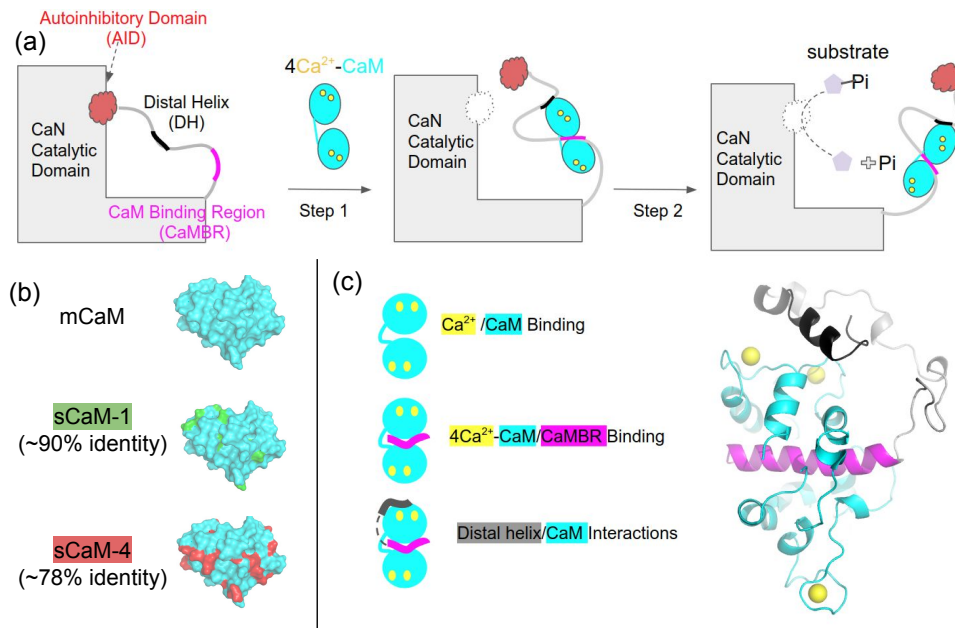 (a)
Autoinhibitory Domain
(AID)
CaN
Catalytic
Domain
Distal Helix
(DH)
CaM Binding Region
(CaMBR)
4Ca²⁺-CaM
Step 1
CaN
Catalytic
Domain
Step 2
substrate
Pi
CaN
Catalytic
Domain
+Pi
(b)
mCaM
sCaM-1
(~90% identity)
sCaM-4
(~78% identity)
(c)
Ca²⁺ /CaM Binding
4Ca²⁺-CaM/CaMBR Binding
Distal helix/CaM Interactions